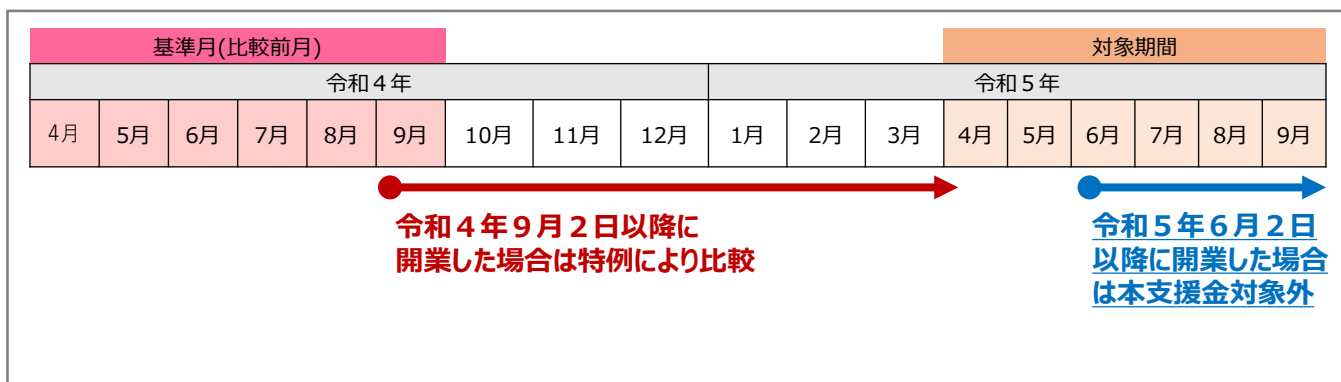 基準月(比較前月)
対象期間
令和４年
令和５年
4月 5月 6月 7月 8月 9月 10月 11月 12月 1月 2月 3月 4月 5月 6月 7月 8月 9月
令和４年９月２日以降に
開業した場合は特例により比較
令和５年６月２日
以降に開業した場合
は本支援金対象外